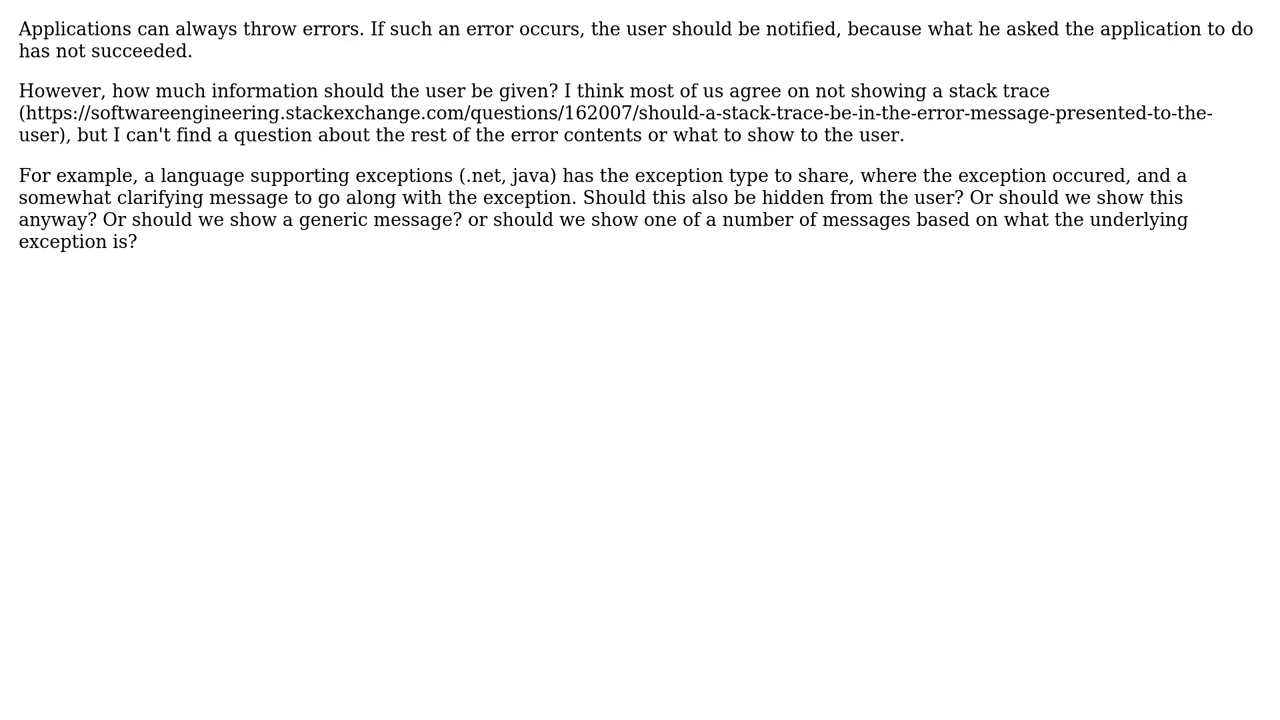 Applications can always throw errors. If such an error occurs, the user should be notified, because what he asked the application to do
has not succeeded.
However, how much information should the user be given? I think most of us agree on not showing a stack trace
(https://softwareengineering.stackexchange.com/questions/162007/should-a-stack-trace-be-in-the-error-message-presented-to-the-
user), but I can't find a question about the rest of the error contents or what to show to the user.
For example, a language supporting exceptions (.net, java) has the exception type to share, where the exception occured, and a
somewhat clarifying message to go along with the exception. Should this also be hidden from the user? Or should we show this
anyway? Or should we show a generic message? or should we show one of a number of messages based on what the underlying
exception is?